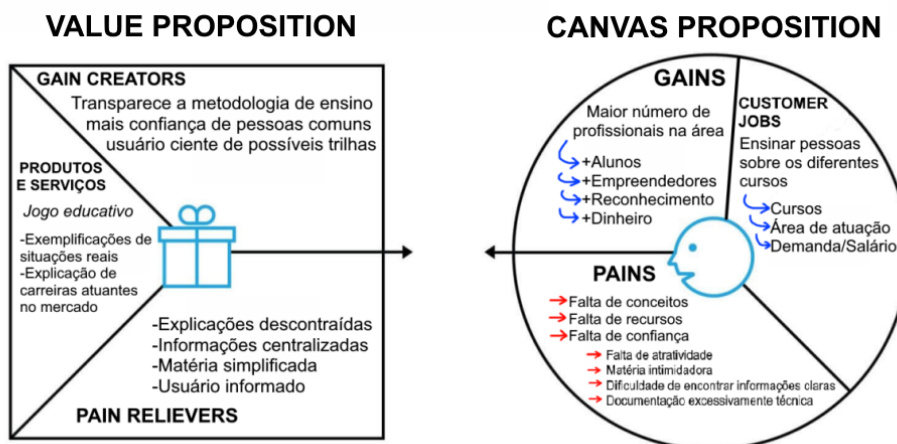 VALUE PROPOSITION
GAIN CREATORS
Transparece a metodologia de ensino
mais confiança de pessoas comuns
usuário ciente de possíveis trilhas
PRODUTOS
E SERVIÇOS
Jogo educativo
-Exemplificações de
situações reais
-Explicação de
carreiras atuantes
no mercado
-Explicações descontraídas
-Informações centralizadas
-Matéria simplificada
-Usuário informado
PAIN RELIEVERS
CANVAS PROPOSITION
GAINS
Maior número de
profissionais na área
+Alunos
+Empreendedores
+Reconhecimento
+Dinheiro
CUSTOMER
JOBS
Ensinar pessoas
sobre os diferentes
cursos
Cursos
Área de atuação
Demanda/Salário
PAINS
Falta de conceitos
Falta de recursos
Falta de confiança
Falta de atratividade
Matéria intimidadora
Dificuldade de encontrar informações claras
Documentação excessivamente técnica